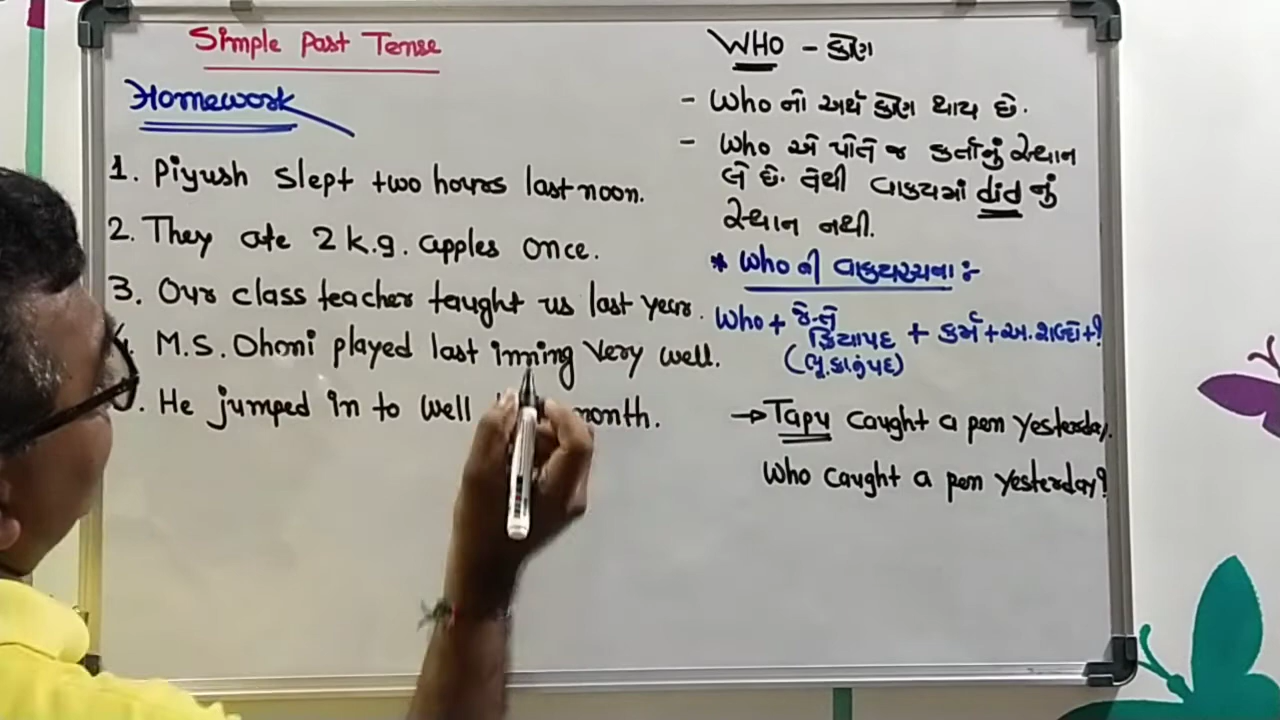 Simple Past Tense
Homework
1. Piyush slept two hours last noon.
2. They ate 2 k.g. apples once.
3. Our class teacher taught us last year.
M.S. Dhoni played last inning very well.
He jumped in to well month.
WHO - કોણ
- Who નો અર્થ કોણ થાય છે.
- Who એ પોતે જ કર્તાનું સ્થાન
લે છે. તેથી વાક્યમાં did નું
સ્થાન નથી.
* Who ની વાક્યરચના :-
Who + જે-તે
ક્રિયાપદ + કર્મ + અ.શબ્દો + ?
(ભૂ.કાનું પદ)
→ Tapu caught a pen yesterday.
Who caught a pen yesterday?